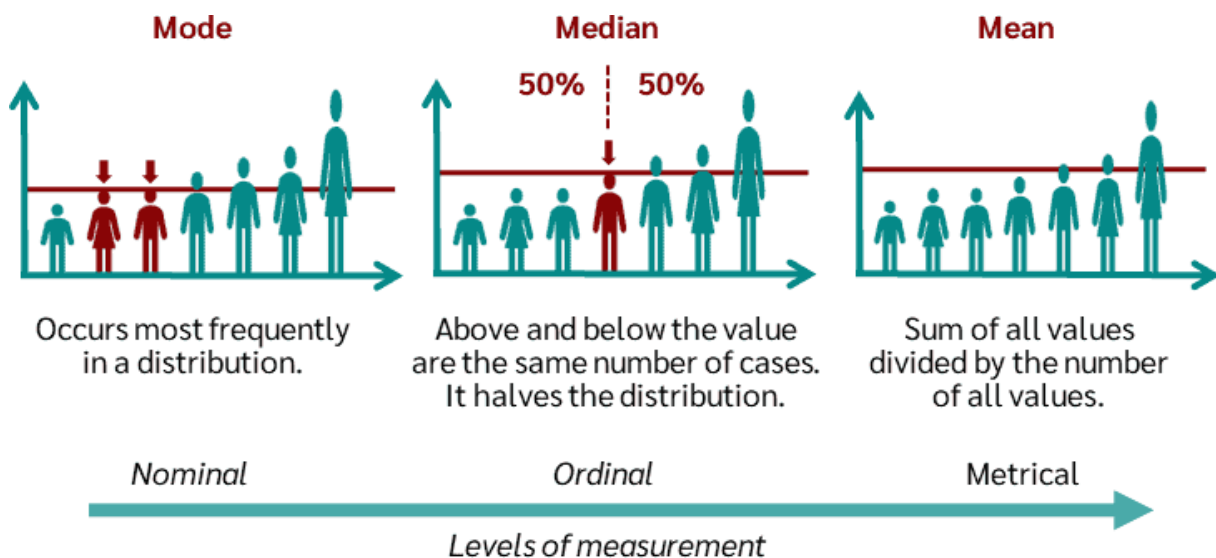 Mode
Occurs most frequently
in a distribution.
Median
50% 50%
Above and below the value
are the same number of cases.
It halves the distribution.
Mean
Sum of all values
divided by the number
of all values.
Nominal
Ordinal
Metrical
Levels of measurement